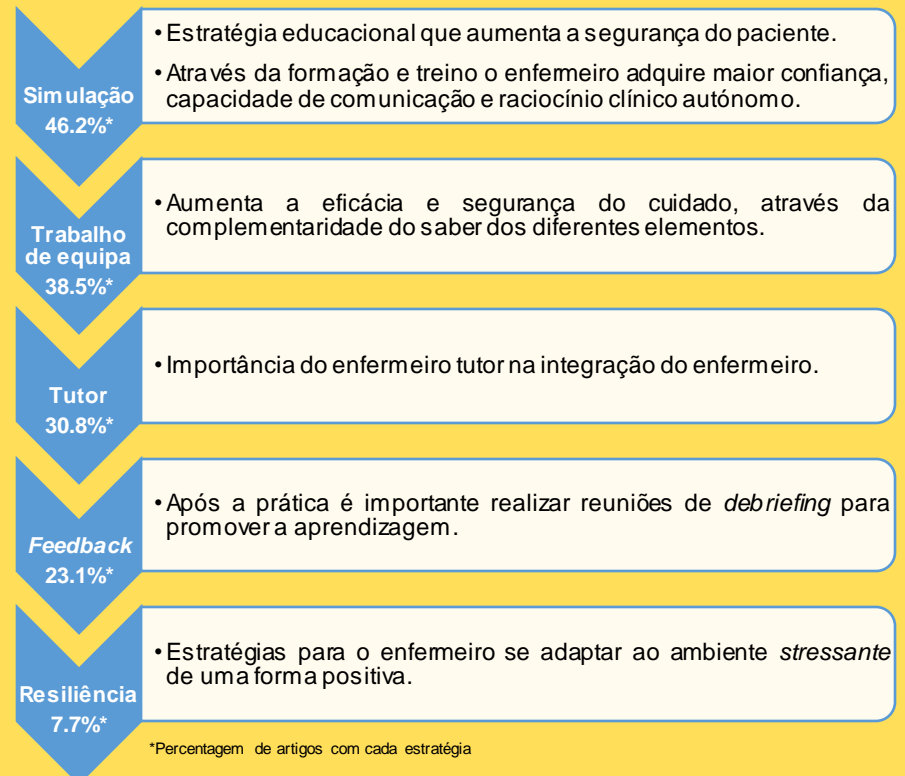 Simulação
46.2%*
• Estratégia educacional que aumenta a segurança do paciente.
• Através da formação e treino o enfermeiro adquire maior confiança,
capacidade de comunicação e raciocínio clínico autónomo.
Trabalho
de equipa
38.5%*
• Aumenta a eficácia e segurança do cuidado, através da
complementaridade do saber dos diferentes elementos.
Tutor
30.8%*
• Importância do enfermeiro tutor na integração do enfermeiro.
Feedback
23.1%*
• Após a prática é importante realizar reuniões de debriefing para
promover a aprendizagem.
Resiliência
7.7%*
• Estratégias para o enfermeiro se adaptar ao ambiente stressante
de uma forma positiva.
*Percentagem de artigos com cada estratégia